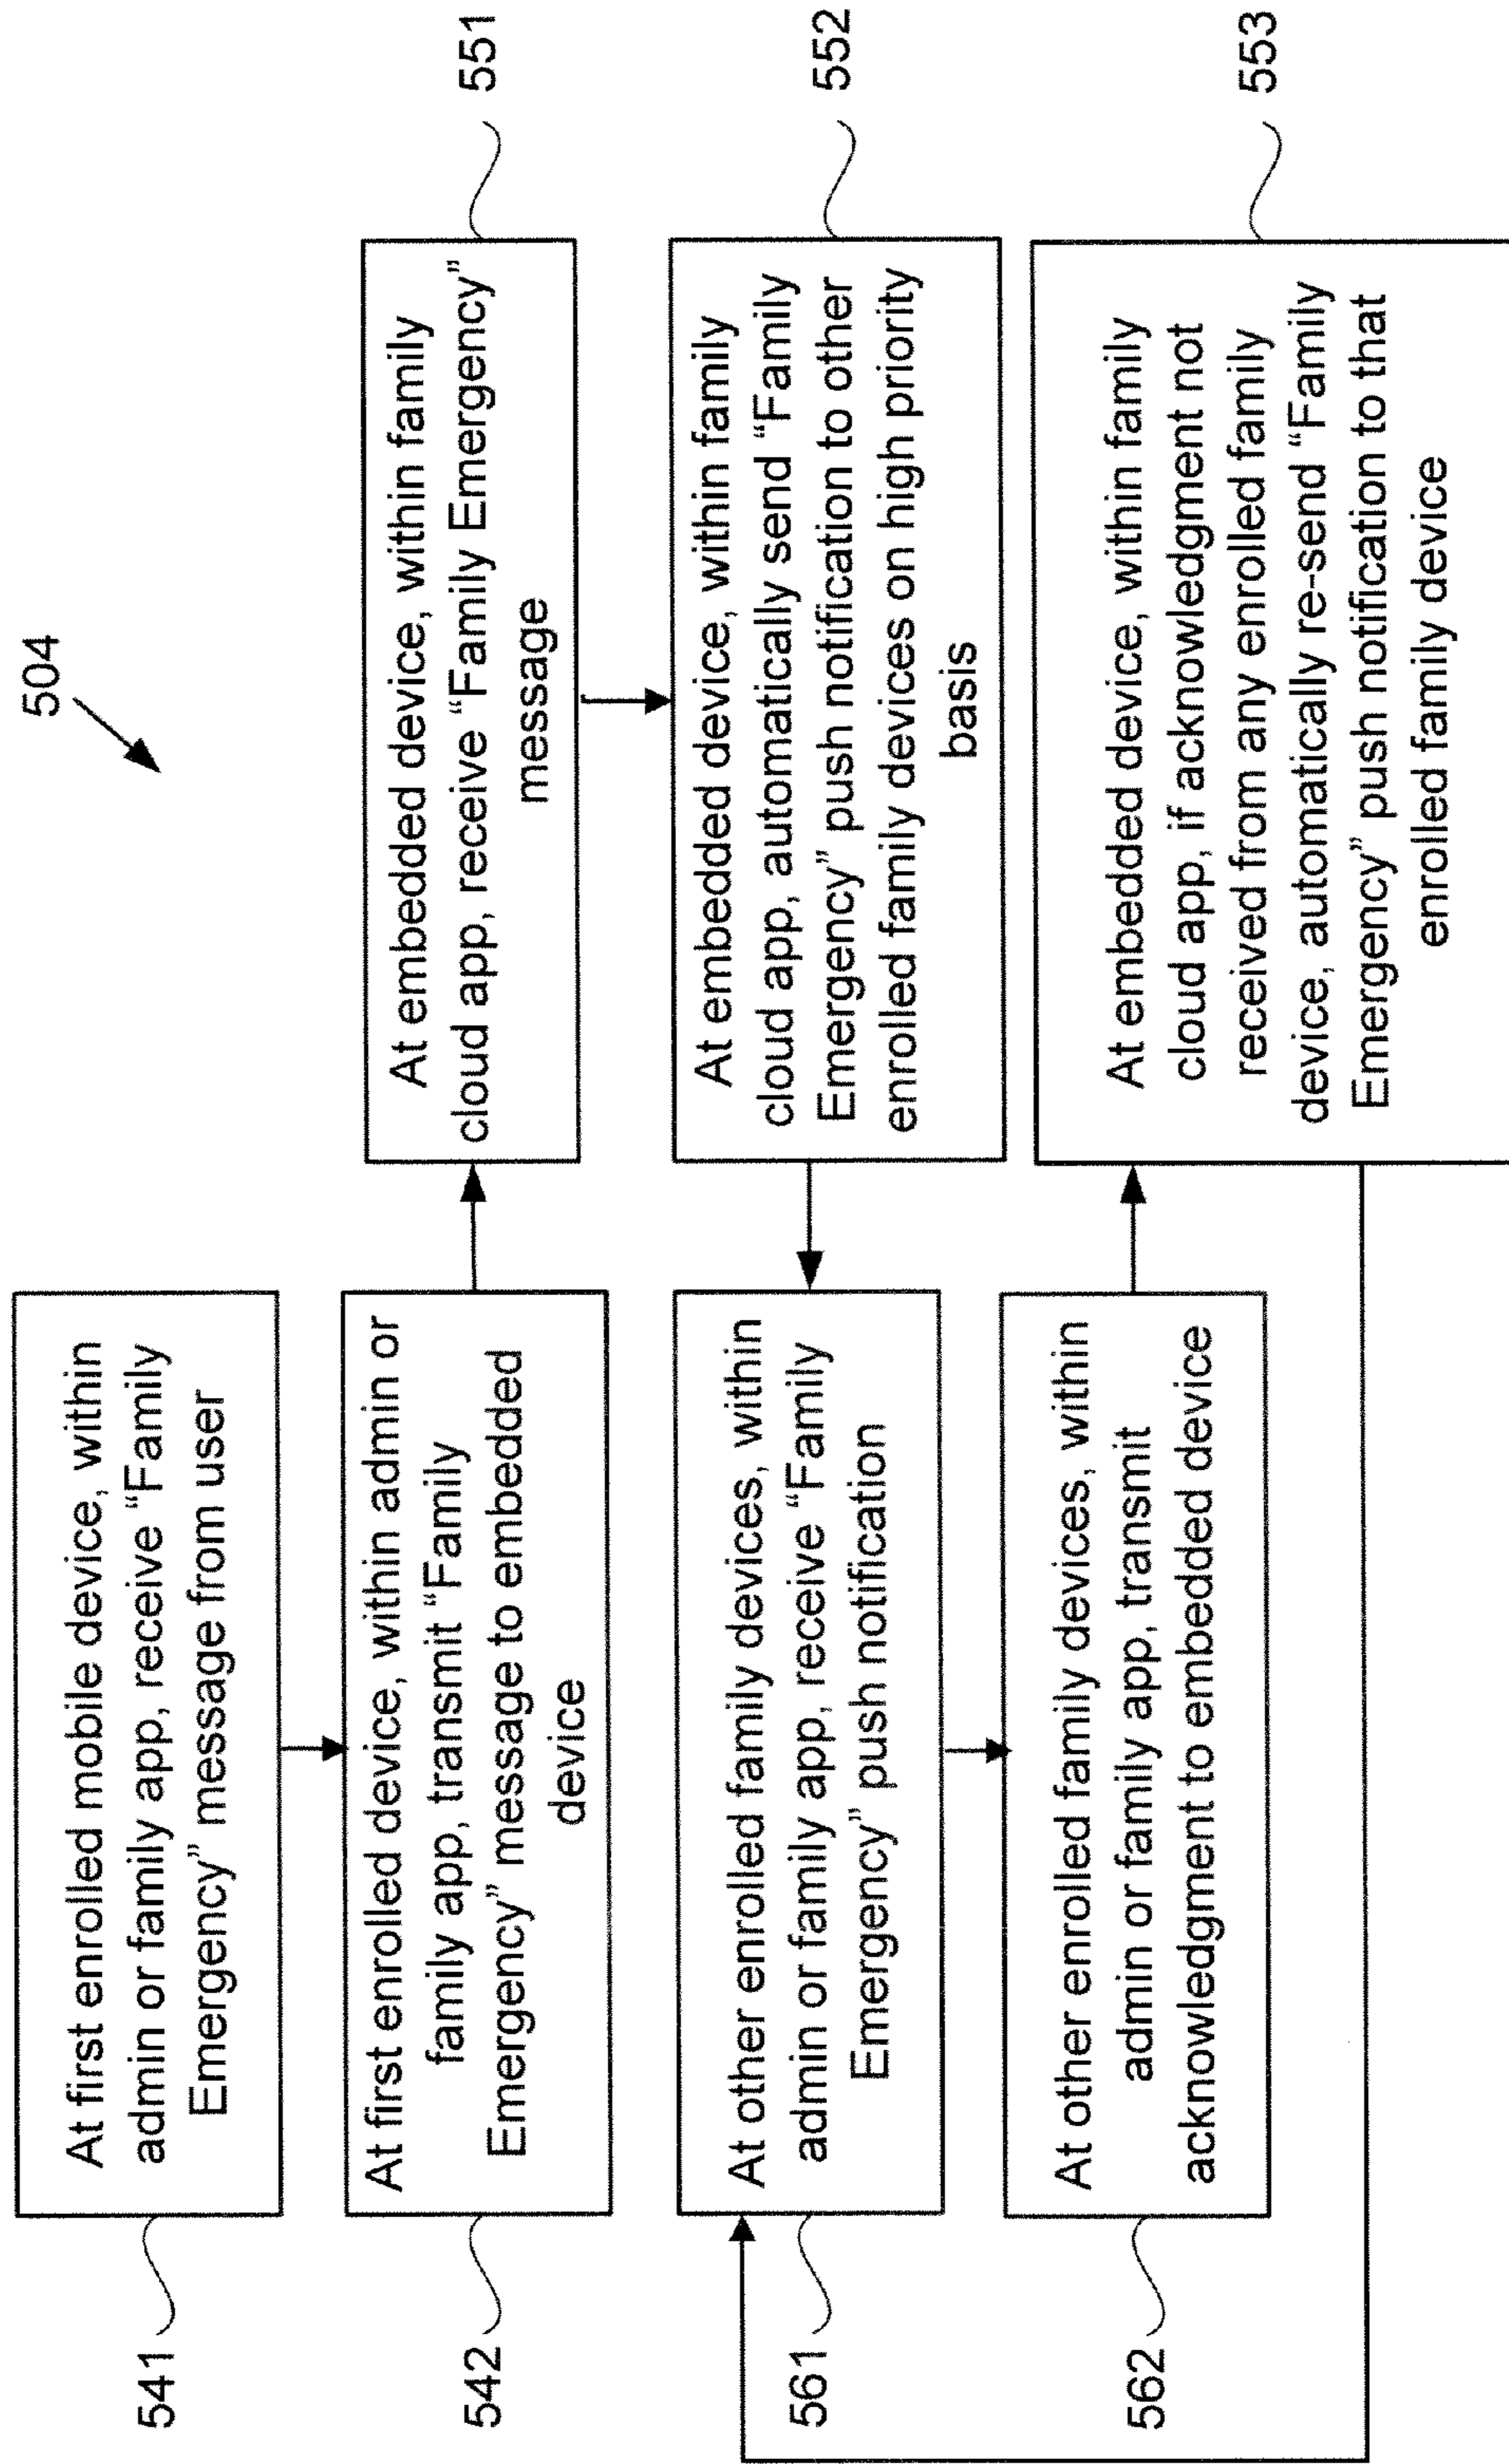 504
541
At first enrolled mobile device, within
admin or family app, receive “Family
Emergency” message from user
542
At first enrolled device, within admin or
family app, transmit “Family
Emergency” message to embedded
device
551
At embedded device, within family
cloud app, receive “Family Emergency”
message
552
At embedded device, within family
cloud app, automatically send “Family
Emergency” push notification to other
enrolled family devices on high priority
basis
561
At other enrolled family devices, within
admin or family app, receive “Family
Emergency” push notification
562
At other enrolled family devices, within
admin or family app, transmit
acknowledgment to embedded device
553
At embedded device, within family
cloud app, if acknowledgment not
received from any enrolled family
device, automatically re-send “Family
Emergency” push notification to that
enrolled family device